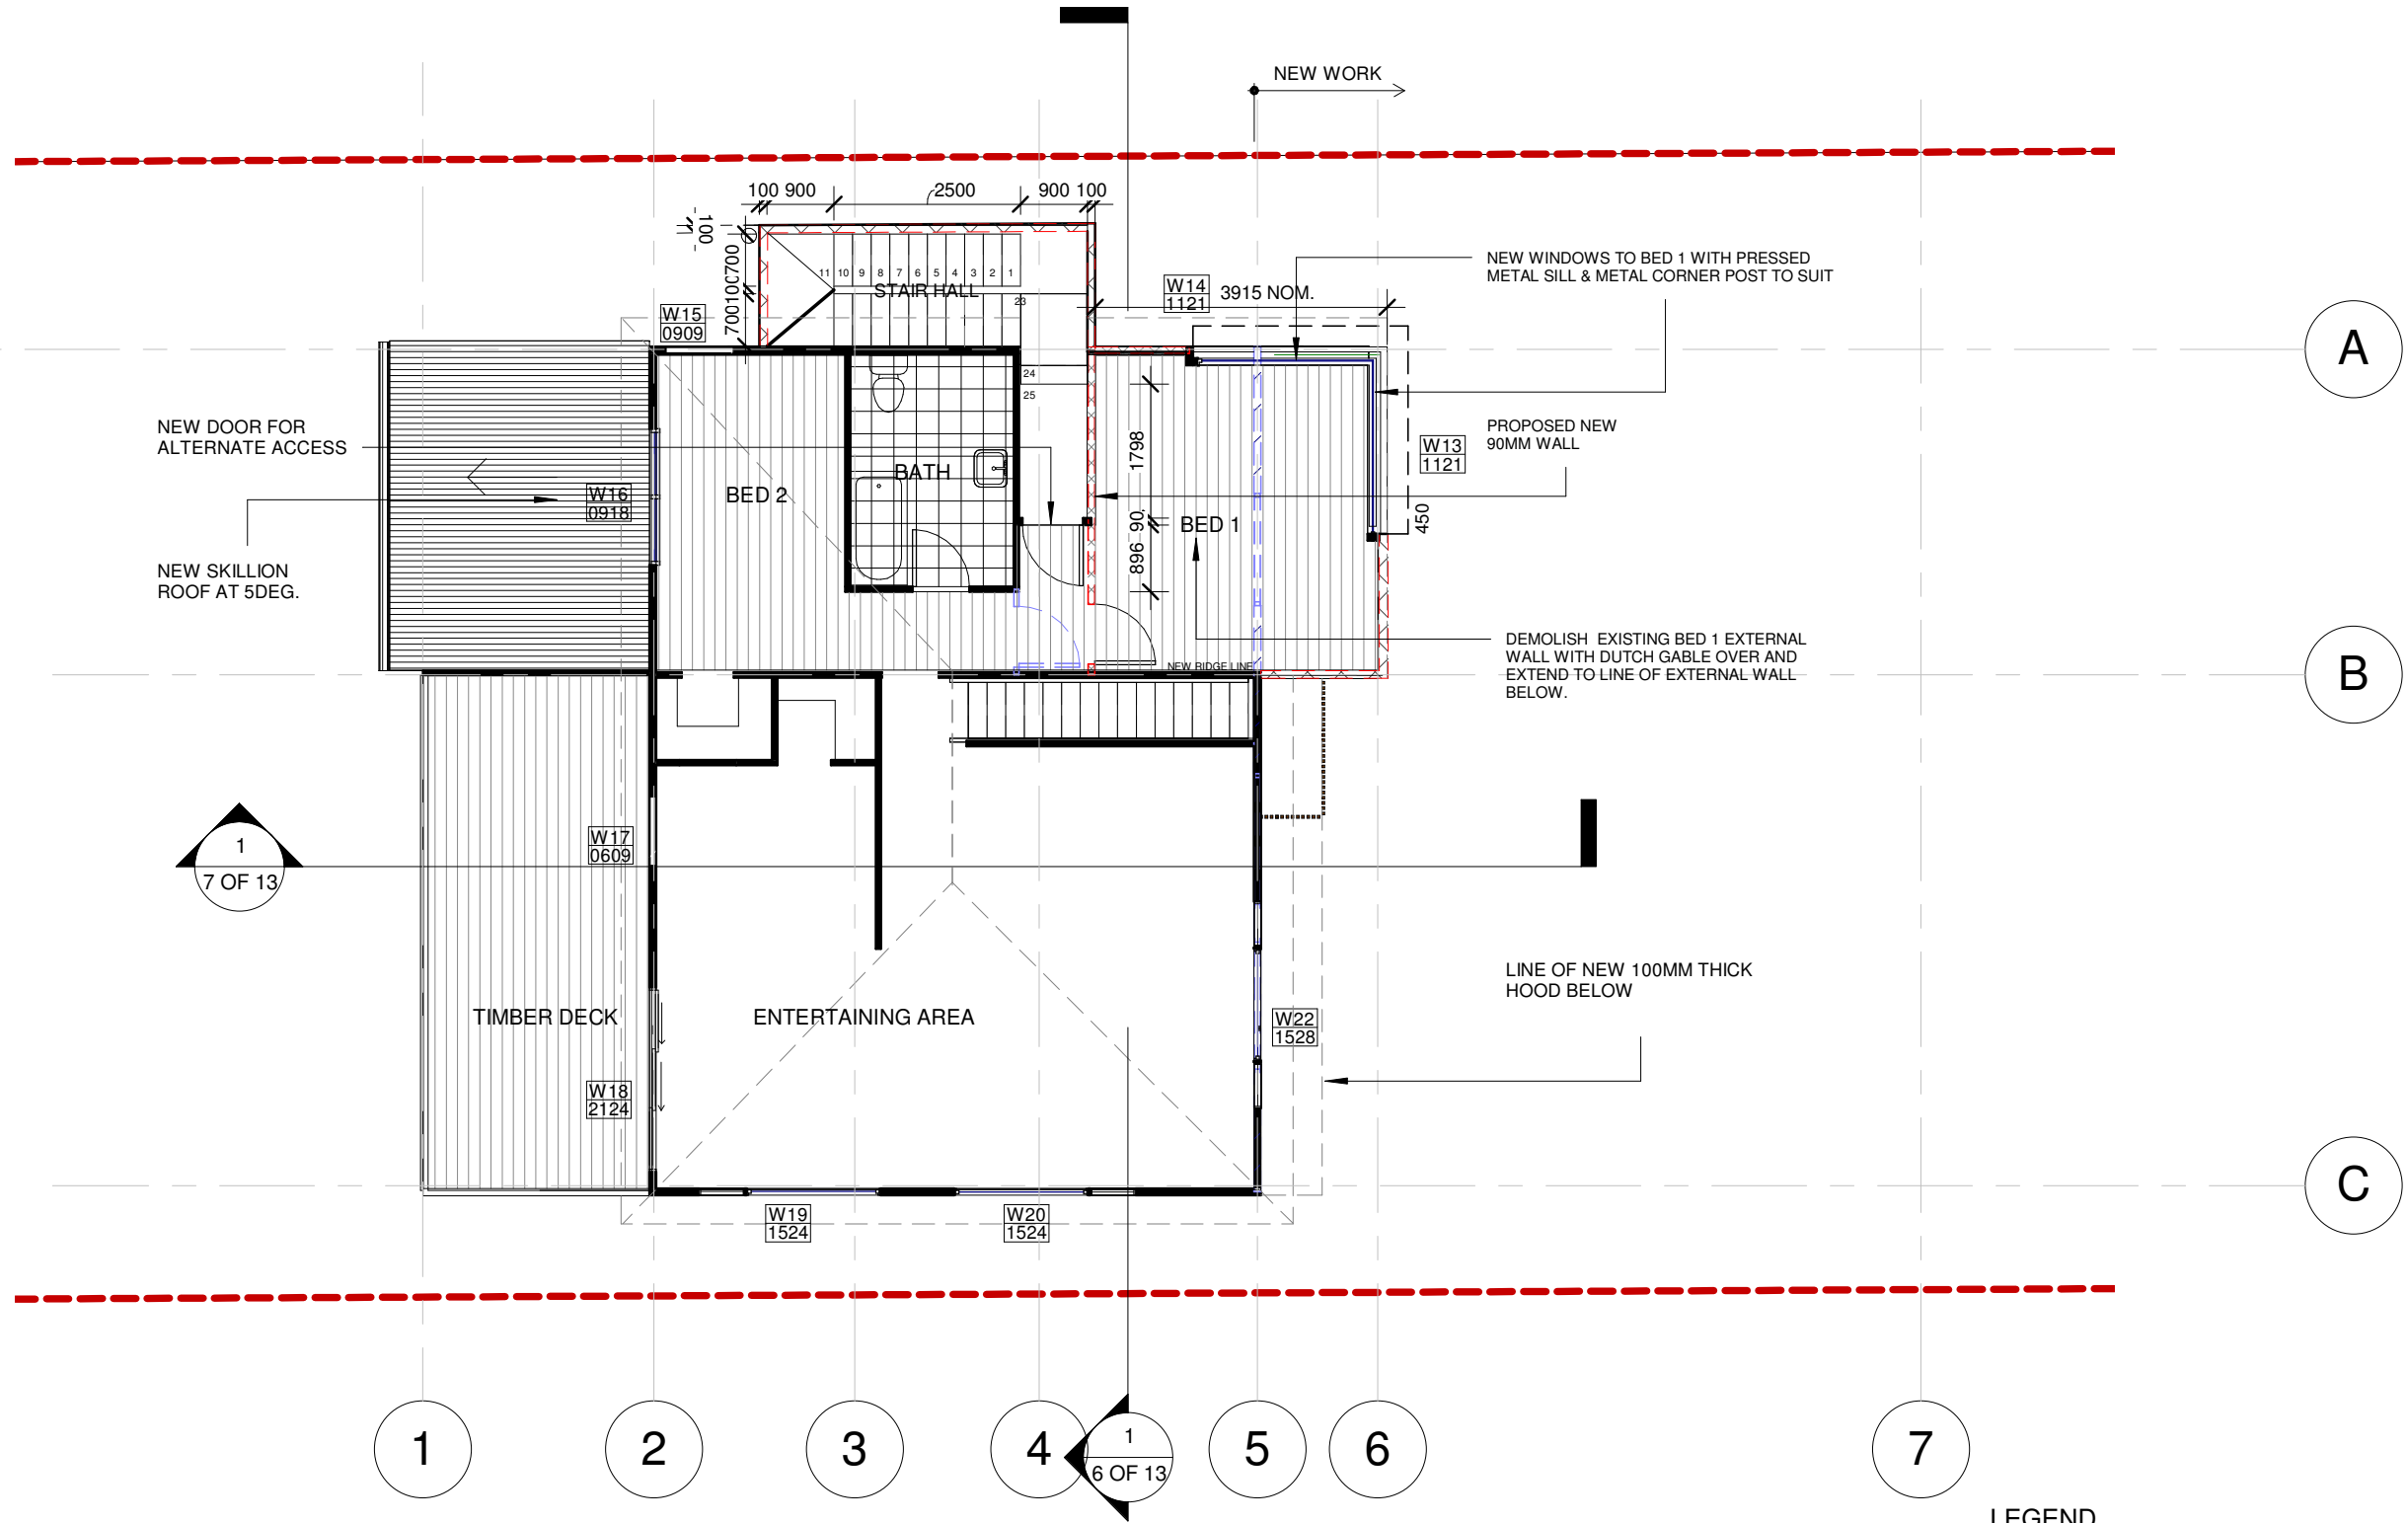 NEW WORK
100 900
2500
900 100
100
700
100
700
11 10 9 8 7 6 5 4 3 2 1
STAIR HALL
23
24
25
W14
1121
3915 NOM.
NEW WINDOWS TO BED 1 WITH PRESSED
METAL SILL & METAL CORNER POST TO SUIT
W15
0909
A
NEW DOOR FOR
ALTERNATE ACCESS
W16
0918
BED 2
BATH
1798
90
896
BED 1
W13
1121
450
PROPOSED NEW
90MM WALL
NEW SKILLION
ROOF AT 5DEG.
DEMOLISH EXISTING BED 1 EXTERNAL
WALL WITH DUTCH GABLE OVER AND
EXTEND TO LINE OF EXTERNAL WALL
BELOW.
NEW RIDGE LINE
B
1
7 OF 13
W17
0609
LINE OF NEW 100MM THICK
HOOD BELOW
TIMBER DECK
ENTERTAINING AREA
W22
1528
W18
2124
C
W19
1524
W20
1524
1
2
3
4
1
6 OF 13
5
6
7
LEGEND